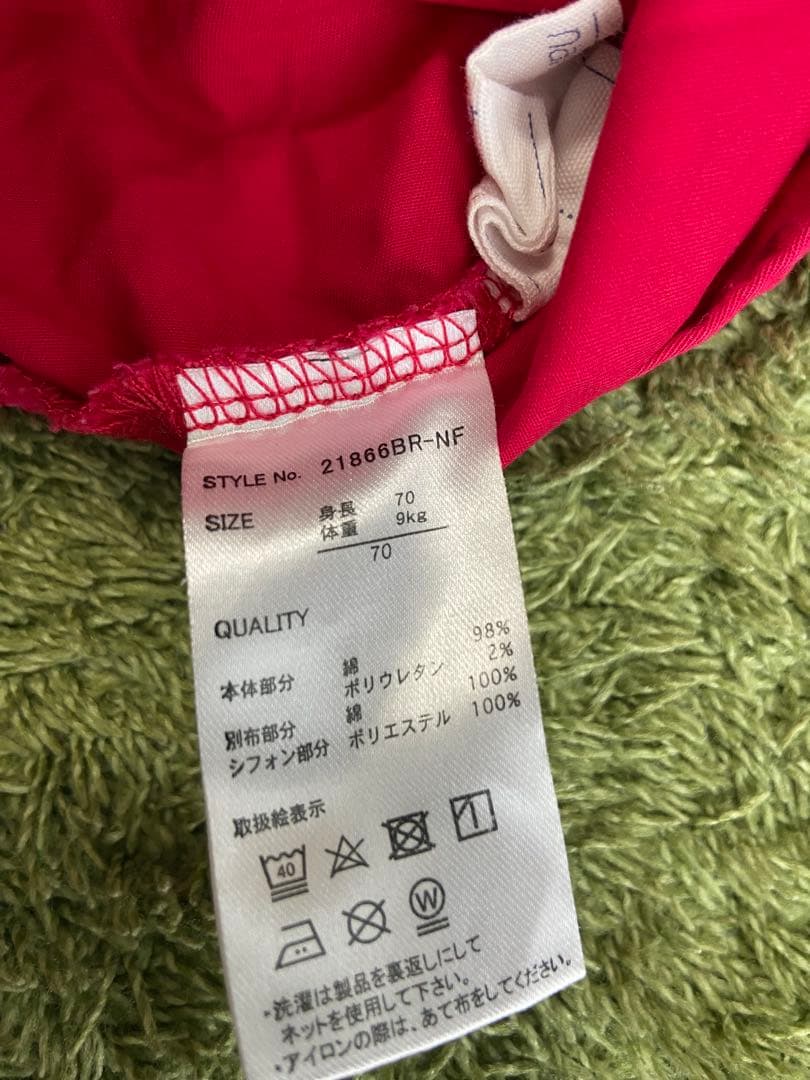 STYLE No. 21866BR-NF
SIZE 身長 70
体重 9kg
70
QUALITY
本体部分 綿 98%
ポリウレタン 2%
別布部分 綿 100%
シフォン部分 ポリエステル 100%
取扱絵表示
40
W
・洗濯は製品を裏返しにして
ネットを使用して下さい。
・アイロンの際は、あて布をしてください。